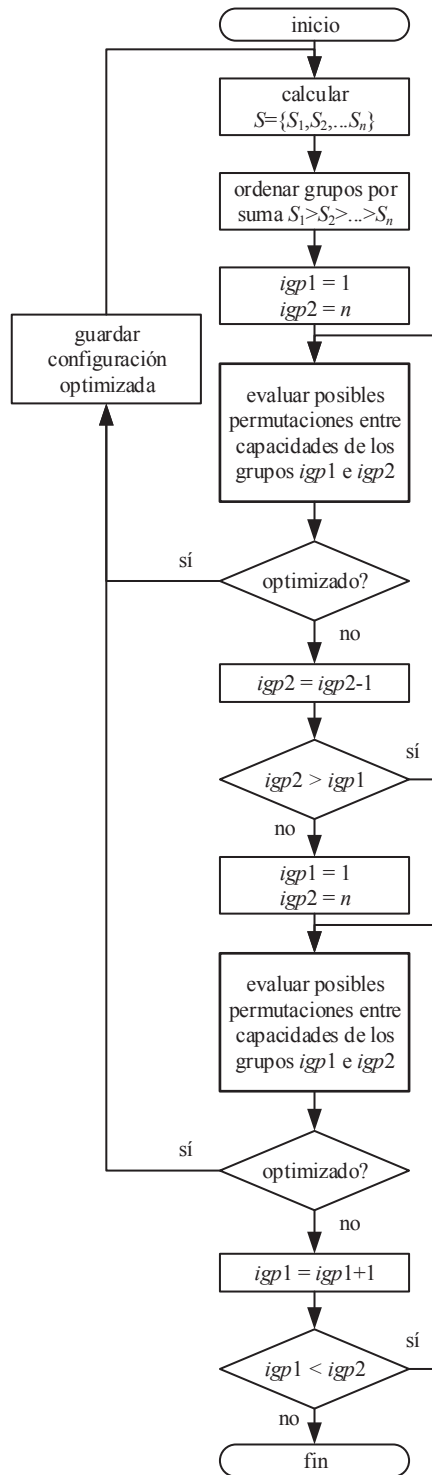 inicio
calcular
S={S1,S2,...Sn}
ordenar grupos por
suma S1>S2>...>Sn
igp1 = 1
igp2 = n
guardar
configuración
optimizada
evaluar posibles
permutaciones entre
capacidades de los
grupos igp1 e igp2
sí
optimizado?
no
igp2 = igp2-1
sí
igp2 > igp1
no
igp1 = 1
igp2 = n
evaluar posibles
permutaciones entre
capacidades de los
grupos igp1 e igp2
sí
optimizado?
no
igp1 = igp1+1
sí
igp1 < igp2
no
fin